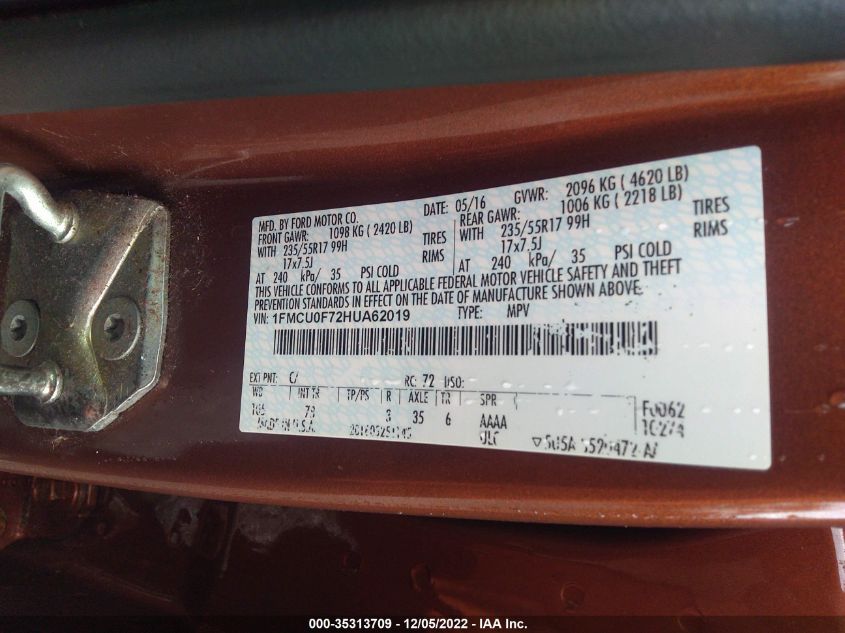 MFD. BY FORD MOTOR CO.
DATE: 05/16 GVWR: 2096 KG ( 4620 LB)
FRONT GAWR: 1098 KG ( 2420 LB)
REAR GAWR: 1006 KG ( 2218 LB)
WITH 235/55R17 99H TIRES
WITH 235/55R17 99H TIRES
17x7.5J RIMS
17x7.5J RIMS
AT 240 kPa/ 35 PSI COLD
AT 240 kPa/ 35 PSI COLD
THIS VEHICLE CONFORMS TO ALL APPLICABLE FEDERAL MOTOR VEHICLE SAFETY AND THEFT
PREVENTION STANDARDS IN EFFECT ON THE DATE OF MANUFACTURE SHOWN ABOVE.
VIN: 1FMCU0F72HUA62019 TYPE: MPV
EXT PNT: RC: 72 DSO:
WB INT TR TP/PS R AXLE TR SPR
3 35 6 AAAA
MADE IN U.S.A.
000-35313709 - 12/05/2022 - IAA Inc.